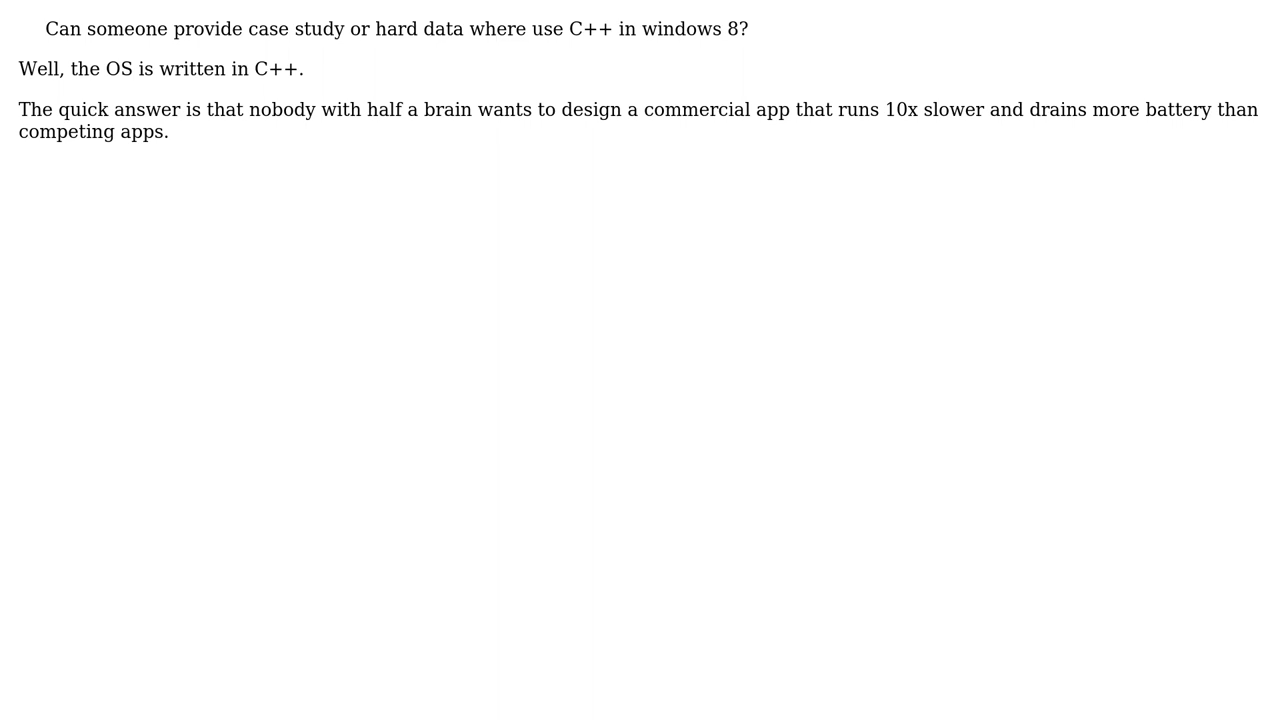 Can someone provide case study or hard data where use C++ in windows 8?
Well, the OS is written in C++.
The quick answer is that nobody with half a brain wants to design a commercial app that runs 10x slower and drains more battery than
competing apps.